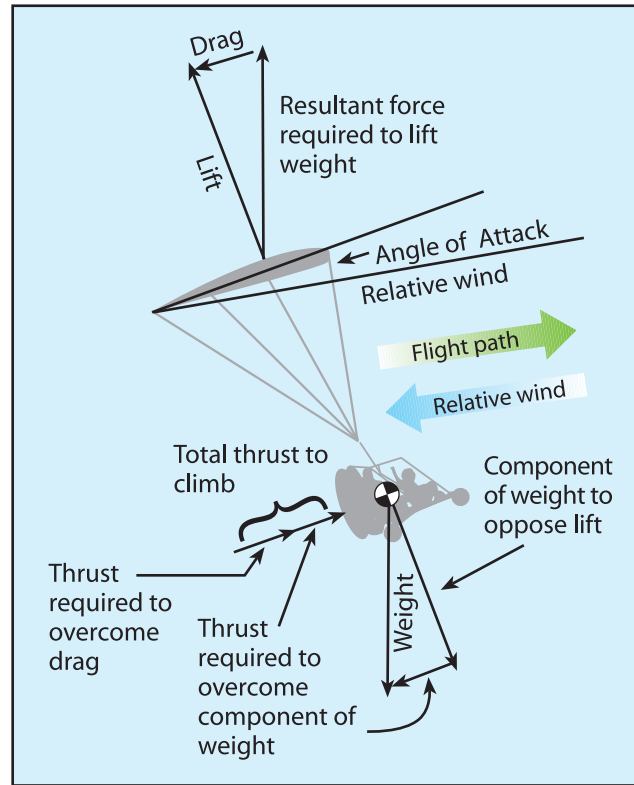 Drag
Resultant force
required to lift
weight
Lift
Angle of Attack
Relative wind
Flight path
Relative wind
Total thrust to
climb
Component
of weight to
oppose lift
Weight
Thrust
required to
overcome
drag
Thrust
required to
overcome
component of
weight